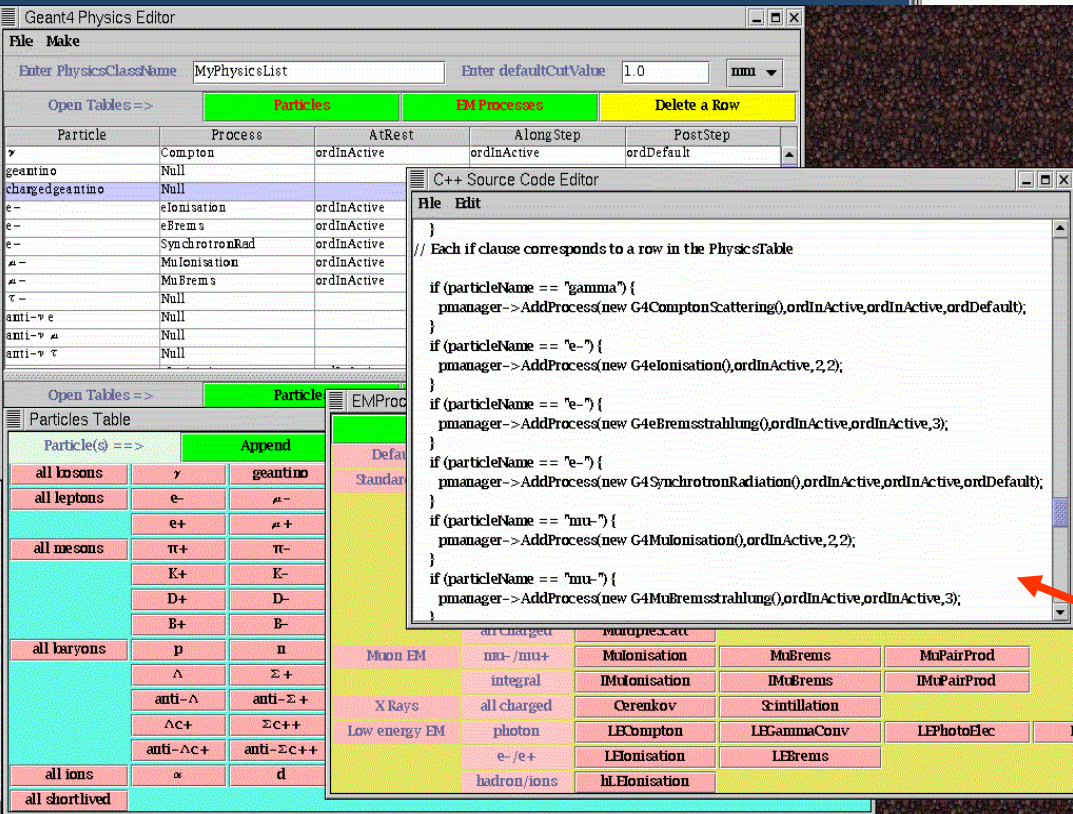 Geant4 Physics Editor
File Make
Enter PhysicsClassName MyPhysicsList Enter defaultCutValue 1.0 mm
Open Tables => Particles EM Processes Delete a Row
Particle Process AtRest AlongStep PostStep
γ Compton ordInActive ordInActive ordDefault
geantino Null
chargedgeantino Null
e- eIonisation ordInActive
e- eBrems ordInActive
e- SynchrotronRad ordInActive
μ- MuIonisation ordInActive
μ- MuBrems ordInActive
τ- Null
anti-ν e Null
anti-ν μ Null
anti-ν τ Null
Open Tables =>
C++ Source Code Editor
File Edit
}
// Each if clause corresponds to a row in the PhysicsTable
if (particleName == "gamma") {
pmanager->AddProcess(new G4ComptonScattering(),ordInActive,ordInActive,ordDefault);
}
if (particleName == "e-") {
pmanager->AddProcess(new G4eIonisation(),ordInActive,2,2);
}
if (particleName == "e-") {
pmanager->AddProcess(new G4eBremsstrahlung(),ordInActive,ordInActive,3);
}
if (particleName == "e-") {
pmanager->AddProcess(new G4SynchrotronRadiation(),ordInActive,ordInActive,ordDefault);
}
if (particleName == "mu-") {
pmanager->AddProcess(new G4MuIonisation(),ordInActive,2,2);
}
if (particleName == "mu-") {
pmanager->AddProcess(new G4MuBremsstrahlung(),ordInActive,ordInActive,3);
}
Particles Table
Particle(s) ==> Append
all bosons γ geantino
all leptons e- μ-
e+ μ+
all mesons π+ π-
K+ K-
D+ D-
B+ B-
all baryons p n
Λ Σ+
anti-Λ anti-Σ+
Λc+ Σc++
anti-Λc+ anti-Σc++
all ions α d
all shortlived
all charged MultipleScatt
Muon EM mu-/mu+ MuIonisation MuBrems MuPairProd
integral IMuIonisation IMuBrems IMuPairProd
X Rays all charged Cerenkov Scintillation
Low energy EM photon LECompton LEGammaConv LEPhotoElec
e-/e+ LEIonisation LEBrems
hadron/ions hLEIonisation